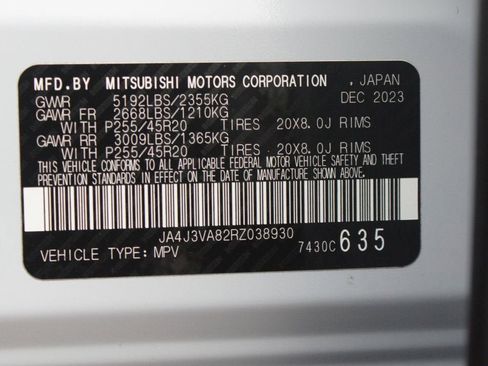 MFD.BY MITSUBISHI MOTORS CORPORATION , JAPAN
GVWR 5192LBS/2355KG DEC 2023
GAWR FR 2668LBS/1210KG
WITH P255/45R20 TIRES 20X8.0J RIMS
GAWR RR 3009LBS/1365KG
WITH P255/45R20 TIRES 20X8.0J RIMS
THIS VEHICLE CONFORMS TO ALL APPLICABLE FEDERAL MOTOR VEHICLE SAFETY AND THEFT
PREVENTION STANDARDS IN EFFECT ON THE DATE OF MANUFACTURE SHOWN ABOVE.
JA4J3VA82RZ038930
VEHICLE TYPE: MPV 7430C 635